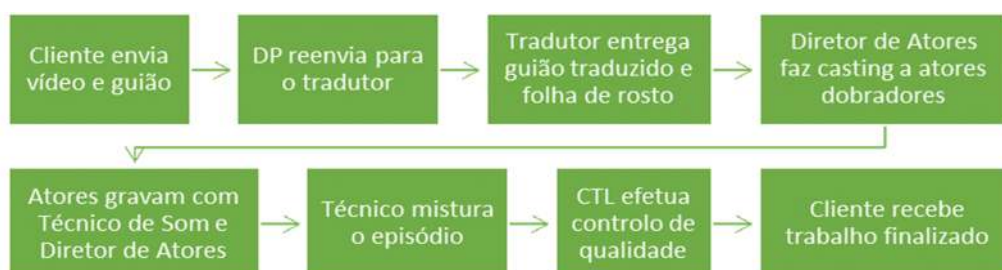 Cliente envia
vídeo e guião
DP reenvia para
o tradutor
Tradutor entrega
guião traduzido e
folha de rosto
Diretor de Atores
faz casting a atores
dobradores
Atores gravam com
Técnico de Som e
Diretor de Atores
Técnico mistura
o episódio
CTL efetua
controlo de
qualidade
Cliente recebe
trabalho finalizado